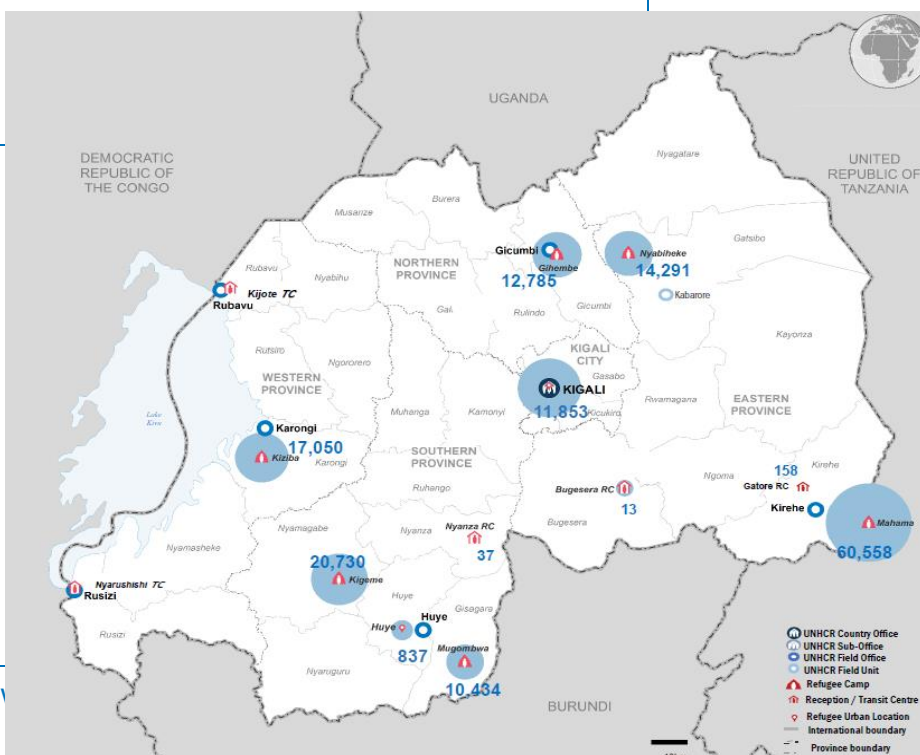 UGANDA
DEMOCRATIC
REPUBLIC OF
THE CONGO
UNITED
REPUBLIC OF
TANZANIA
Nyagatare
Burera
Musanze
Gicumbi
Gihembe
12,785
Nyabiheke
14,291
Gatsibo
NORTHERN
PROVINCE
Rubavu
Nyabihu
Kijote TC
Rubavu
Kabarore
Gak
Rulindo
Gicumbi
Kayonza
Rutsiro
Ngororero
KIGALI
CITY
Gasabo
WESTERN
PROVINCE
KIGALI
11,853
Kicukiro
Rwamagana
EASTERN
PROVINCE
Muhanga
Kamonyi
Lake
Kivu
Karongi
17,050
Kiziba
Karongi
SOUTHERN
PROVINCE
Ruhango
Ngoma
Kirehe
158
Gatore RC
Bugesera RC
13
Bugesera
Kirehe
Mahama
60,558
Nyamagabe
Nyanza
Nyanza RC
37
Nyamasheke
20,730
Kigeme
Nyarushishi TC
Rusizi
Huye
Gisagara
Huye
Huye
837
Rusizi
Mugombwa
10,434
Nyaruguru
BURUNDI
UNHCR Country Office
UNHCR Sub-Office
UNHCR Field Office
UNHCR Field Unit
Refugee Camp
Reception / Transit Centre
Refugee Urban Location
International boundary
Province boundary